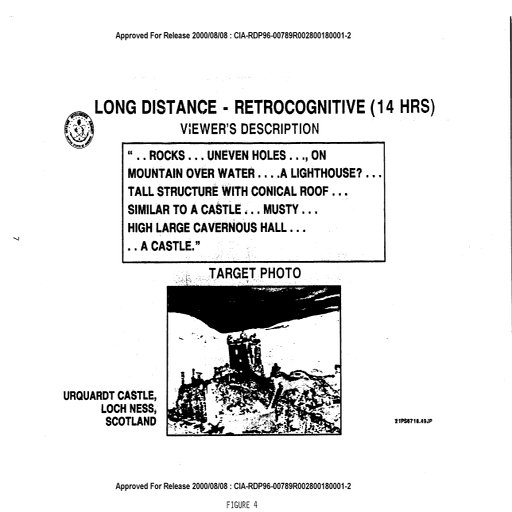 Approved For Release 2000/08/08 : CIA-RDP96-00789R002800180001-2
LONG DISTANCE - RETROCOGNITIVE (14 HRS)
VIEWER'S DESCRIPTION
" . . ROCKS . . . UNEVEN HOLES . . ., ON
MOUNTAIN OVER WATER . . . . A LIGHTHOUSE? . . .
TALL STRUCTURE WITH CONICAL ROOF . . .
SIMILAR TO A CASTLE . . . MUSTY . . .
HIGH LARGE CAVERNOUS HALL . . .
. . A CASTLE."
TARGET PHOTO
URQUARDT CASTLE,
LOCH NESS,
SCOTLAND
Approved For Release 2000/08/08 : CIA-RDP96-00789R002800180001-2
FIGURE 4